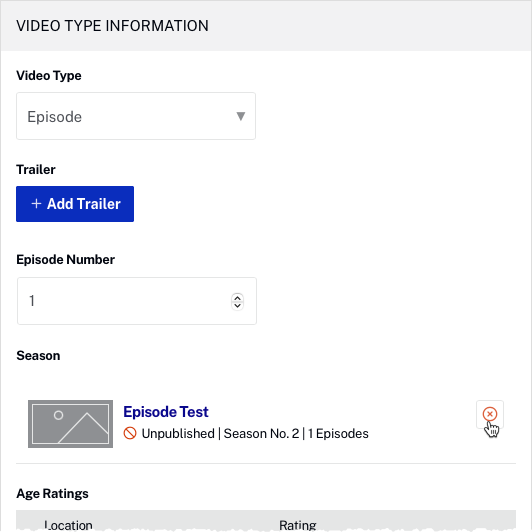 VIDEO TYPE INFORMATION
Video Type
Episode
Trailer
+ Add Trailer
Episode Number
1
Season
Episode Test
Unpublished | Season No. 2 | 1 Episodes
Age Ratings
Location Rating